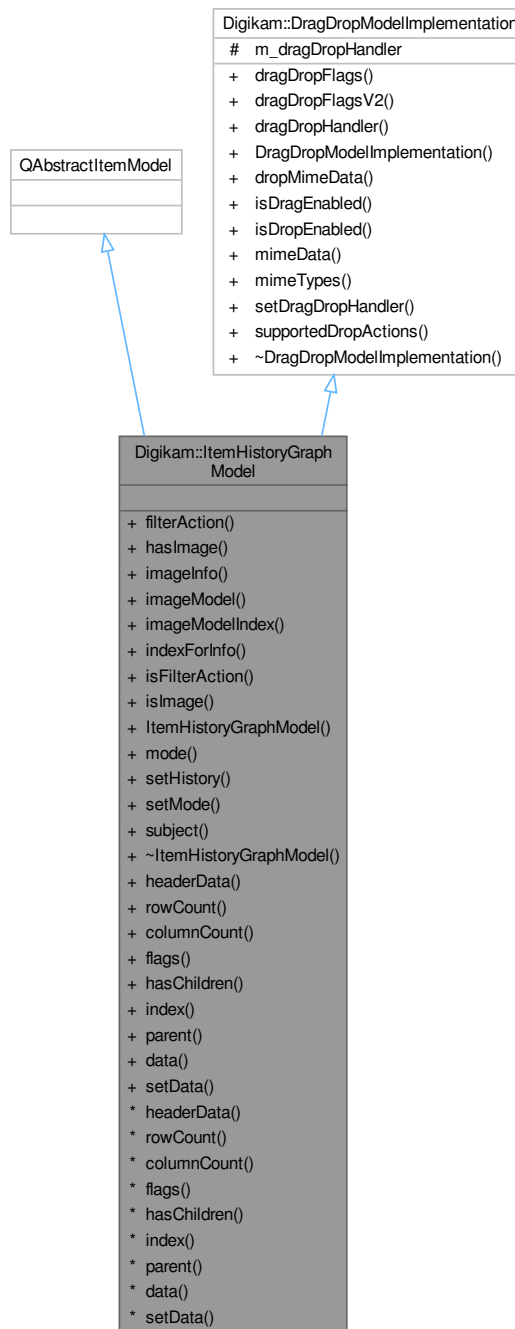 Digikam::DragDropModelImplementation
# m_dragDropHandler
+ dragDropFlags()
+ dragDropFlagsV2()
+ dragDropHandler()
+ DragDropModelImplementation()
+ dropMimeData()
+ isDragEnabled()
+ isDropEnabled()
+ mimeData()
+ mimeTypes()
+ setDragDropHandler()
+ supportedDropActions()
+ ~DragDropModelImplementation()
QAbstractItemModel
Digikam::ItemHistoryGraph
Model
+ filterAction()
+ hasImage()
+ imageInfo()
+ imageModel()
+ imageModelIndex()
+ indexForInfo()
+ isFilterAction()
+ isImage()
+ ItemHistoryGraphModel()
+ mode()
+ setHistory()
+ setMode()
+ subject()
+ ~ItemHistoryGraphModel()
+ headerData()
+ rowCount()
+ columnCount()
+ flags()
+ hasChildren()
+ index()
+ parent()
+ data()
+ setData()
* headerData()
* rowCount()
* columnCount()
* flags()
* hasChildren()
* index()
* parent()
* data()
* setData()